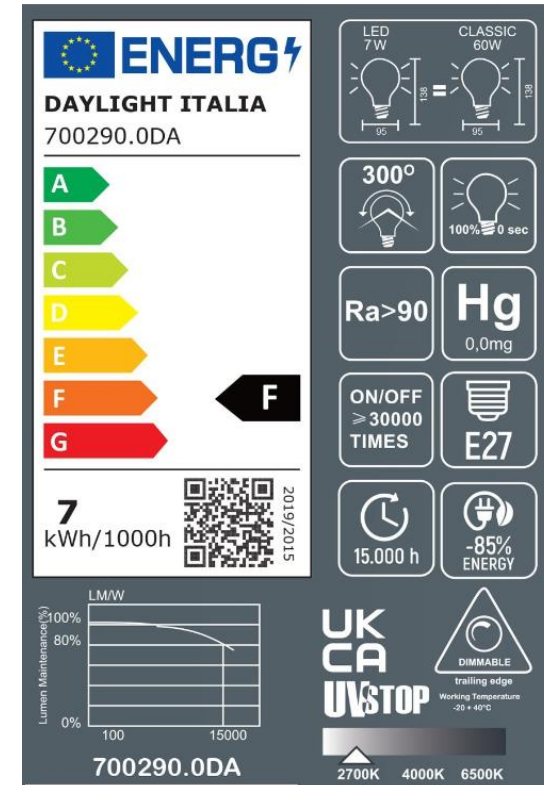 ENERG
DAYLIGHT ITALIA
700290.0DA
A
B
C
D
E
F
G
F
7
kWh/1000h
2019/2015
LED
7W
CLASSIC
60W
=
138
95
138
95
300°
100% 0 sec
Ra>90
Hg
0,0mg
ON/OFF
≥30000
TIMES
E27
15.000 h
-85%
ENERGY
LM/W
Lumen Maintenance(%)
100%
80%
0%
100
15000
700290.0DA
UK
CA
UVSTOP
DIMMABLE
trailing edge
Working Temperature
-20 + 40°C
2700K 4000K 6500K